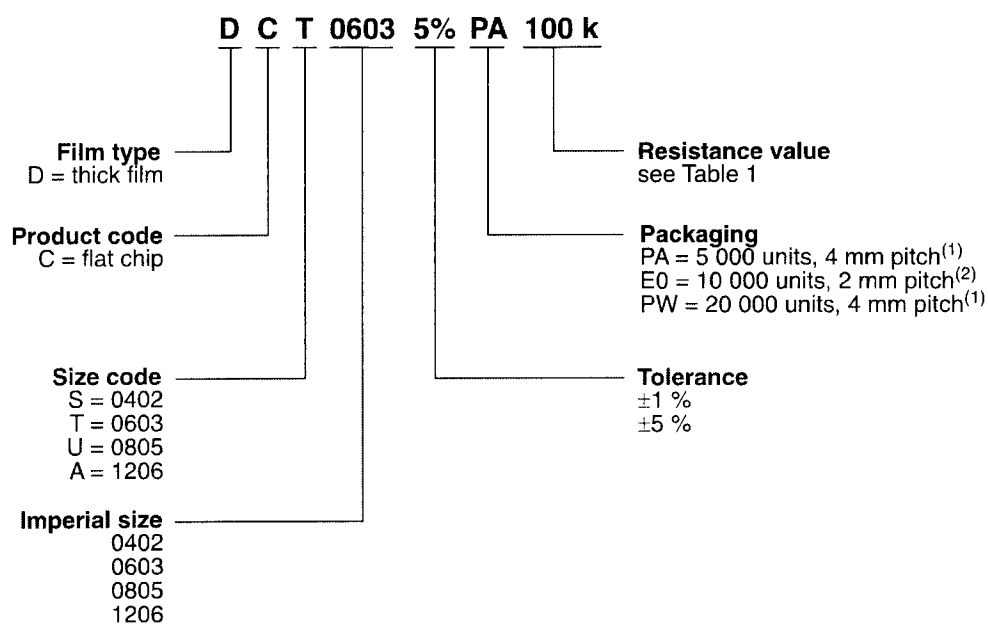 D C T 0603 5% PA 100 k
Film type
D = thick film
Product code
C = flat chip
Size code
S = 0402
T = 0603
U = 0805
A = 1206
Imperial size
0402
0603
0805
1206
Resistance value
see Table 1
Packaging
PA = 5 000 units, 4 mm pitch(1)
E0 = 10 000 units, 2 mm pitch(2)
PW = 20 000 units, 4 mm pitch(1)
Tolerance
±1 %
±5 %